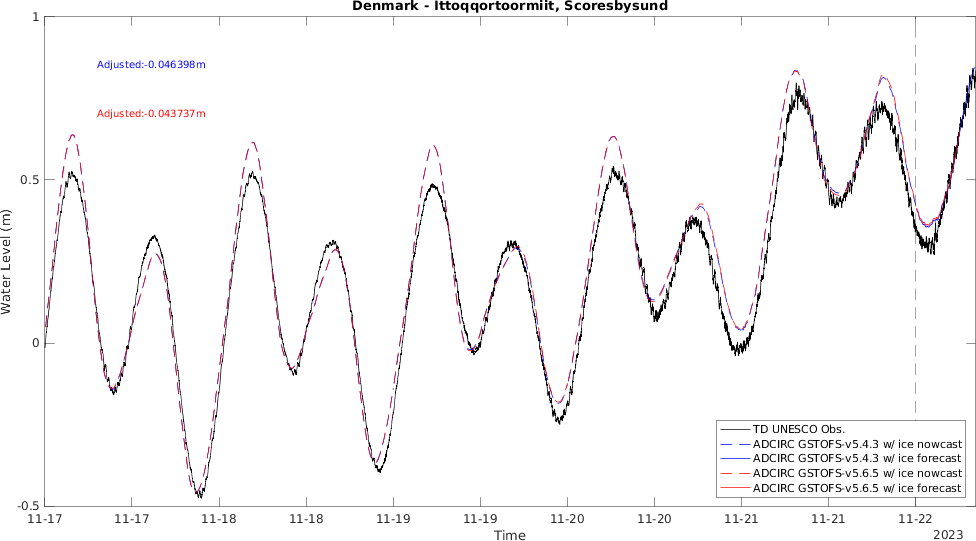 Denmark - Ittoqqortoormiit, Scoresbysund
1
Adjusted:-0.046398m
Adjusted:-0.043737m
0.5
Water Level (m)
0
TD UNESCO Obs.
ADCIRC GSTOFS-v5.4.3 w/ ice nowcast
ADCIRC GSTOFS-v5.4.3 w/ ice forecast
ADCIRC GSTOFS-v5.6.5 w/ ice nowcast
ADCIRC GSTOFS-v5.6.5 w/ ice forecast
-0.5
11-17 11-17 11-18 11-18 11-19 11-19 11-20 11-20 11-21 11-21 11-22
Time
2023